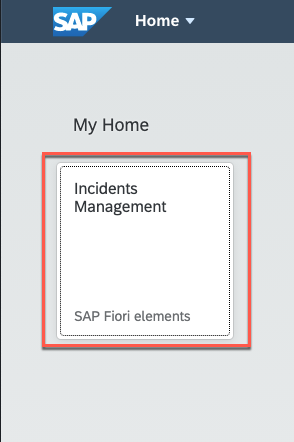 SAP
Home
My Home
Incidents
Management
SAP Fiori elements